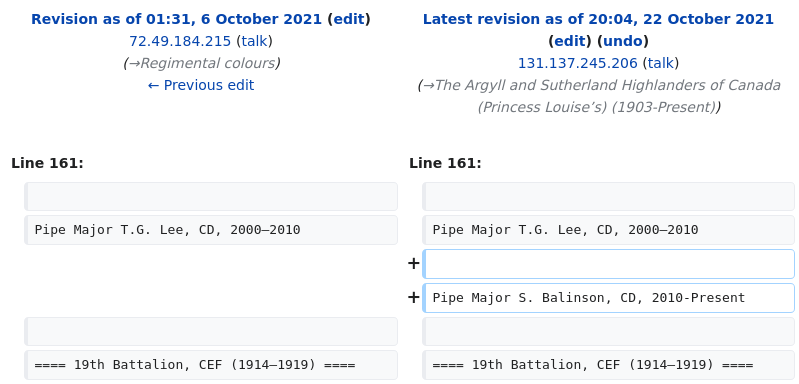 Revision as of 01:31, 6 October 2021 (edit)
72.49.184.215 (talk)
(→Regimental colours)
← Previous edit
Latest revision as of 20:04, 22 October 2021
(edit) (undo)
131.137.245.206 (talk)
(→The Argyll and Sutherland Highlanders of Canada
(Princess Louise’s) (1903-Present))
Line 161:
Line 161:
Pipe Major T.G. Lee, CD, 2000–2010
Pipe Major T.G. Lee, CD, 2000–2010
+
+ Pipe Major S. Balinson, CD, 2010-Present
==== 19th Battalion, CEF (1914–1919) ====
==== 19th Battalion, CEF (1914–1919) ====